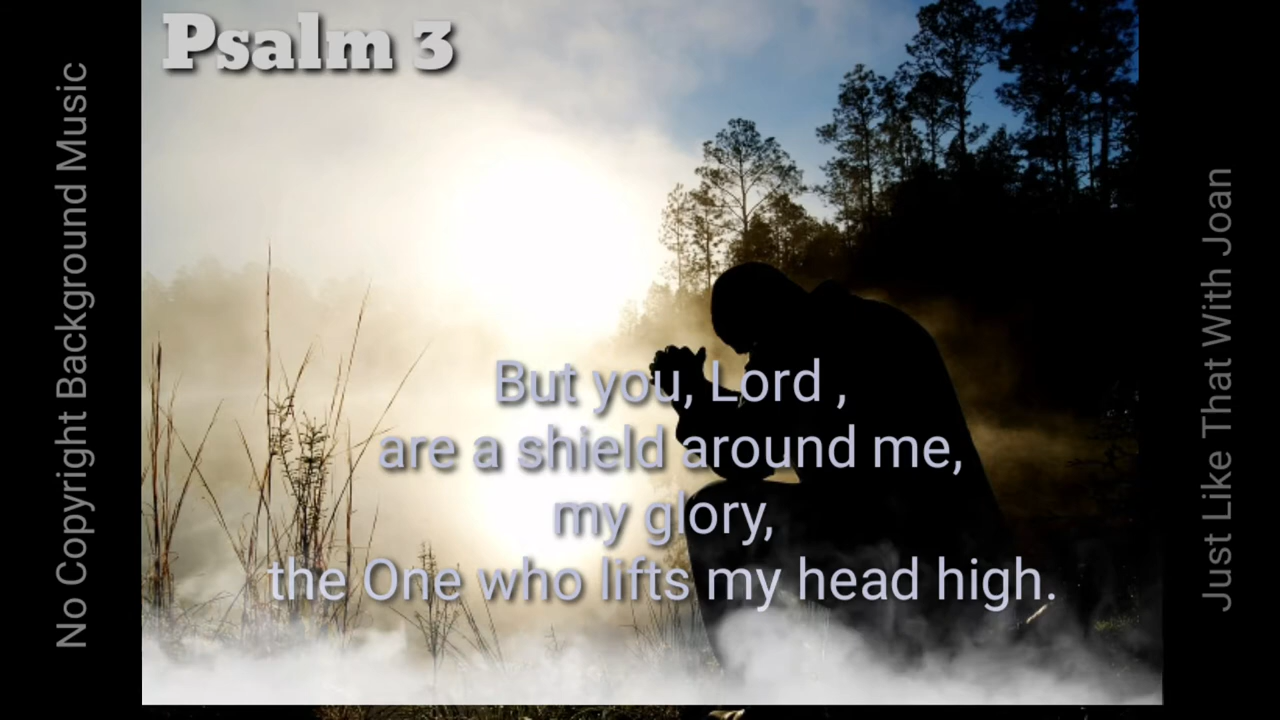 Psalm 3
No Copyright Background Music
But you, Lord ,
are a shield around me,
my glory,
the One who lifts my head high.
Just Like That With Joan